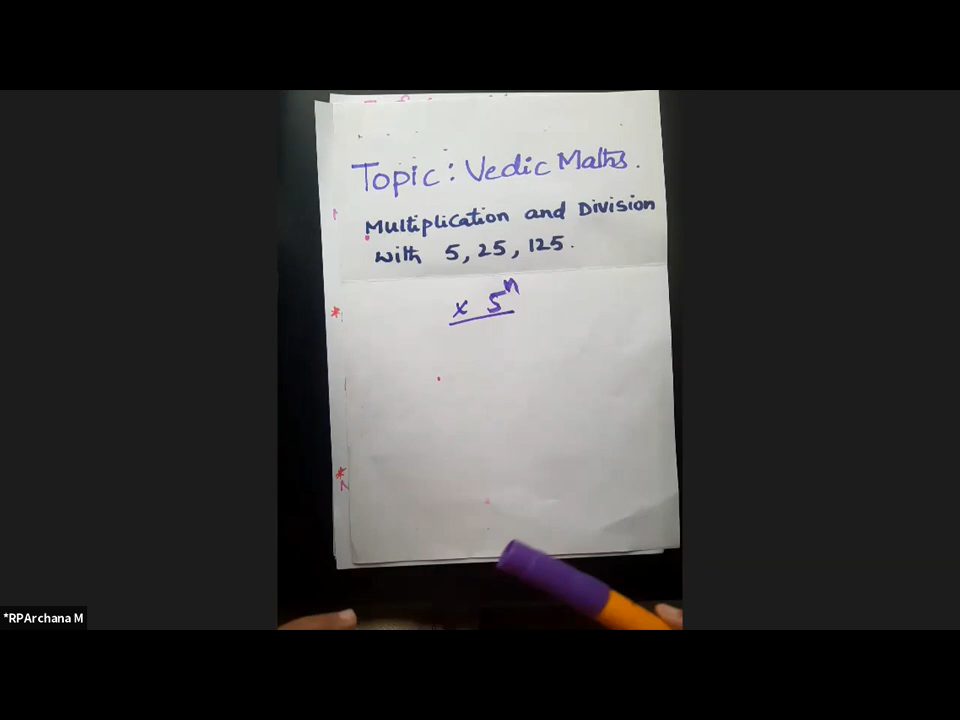 Topic : Vedic Maths.
Multiplication and Division
with 5, 25, 125.
x 5^n
*RPArchana M